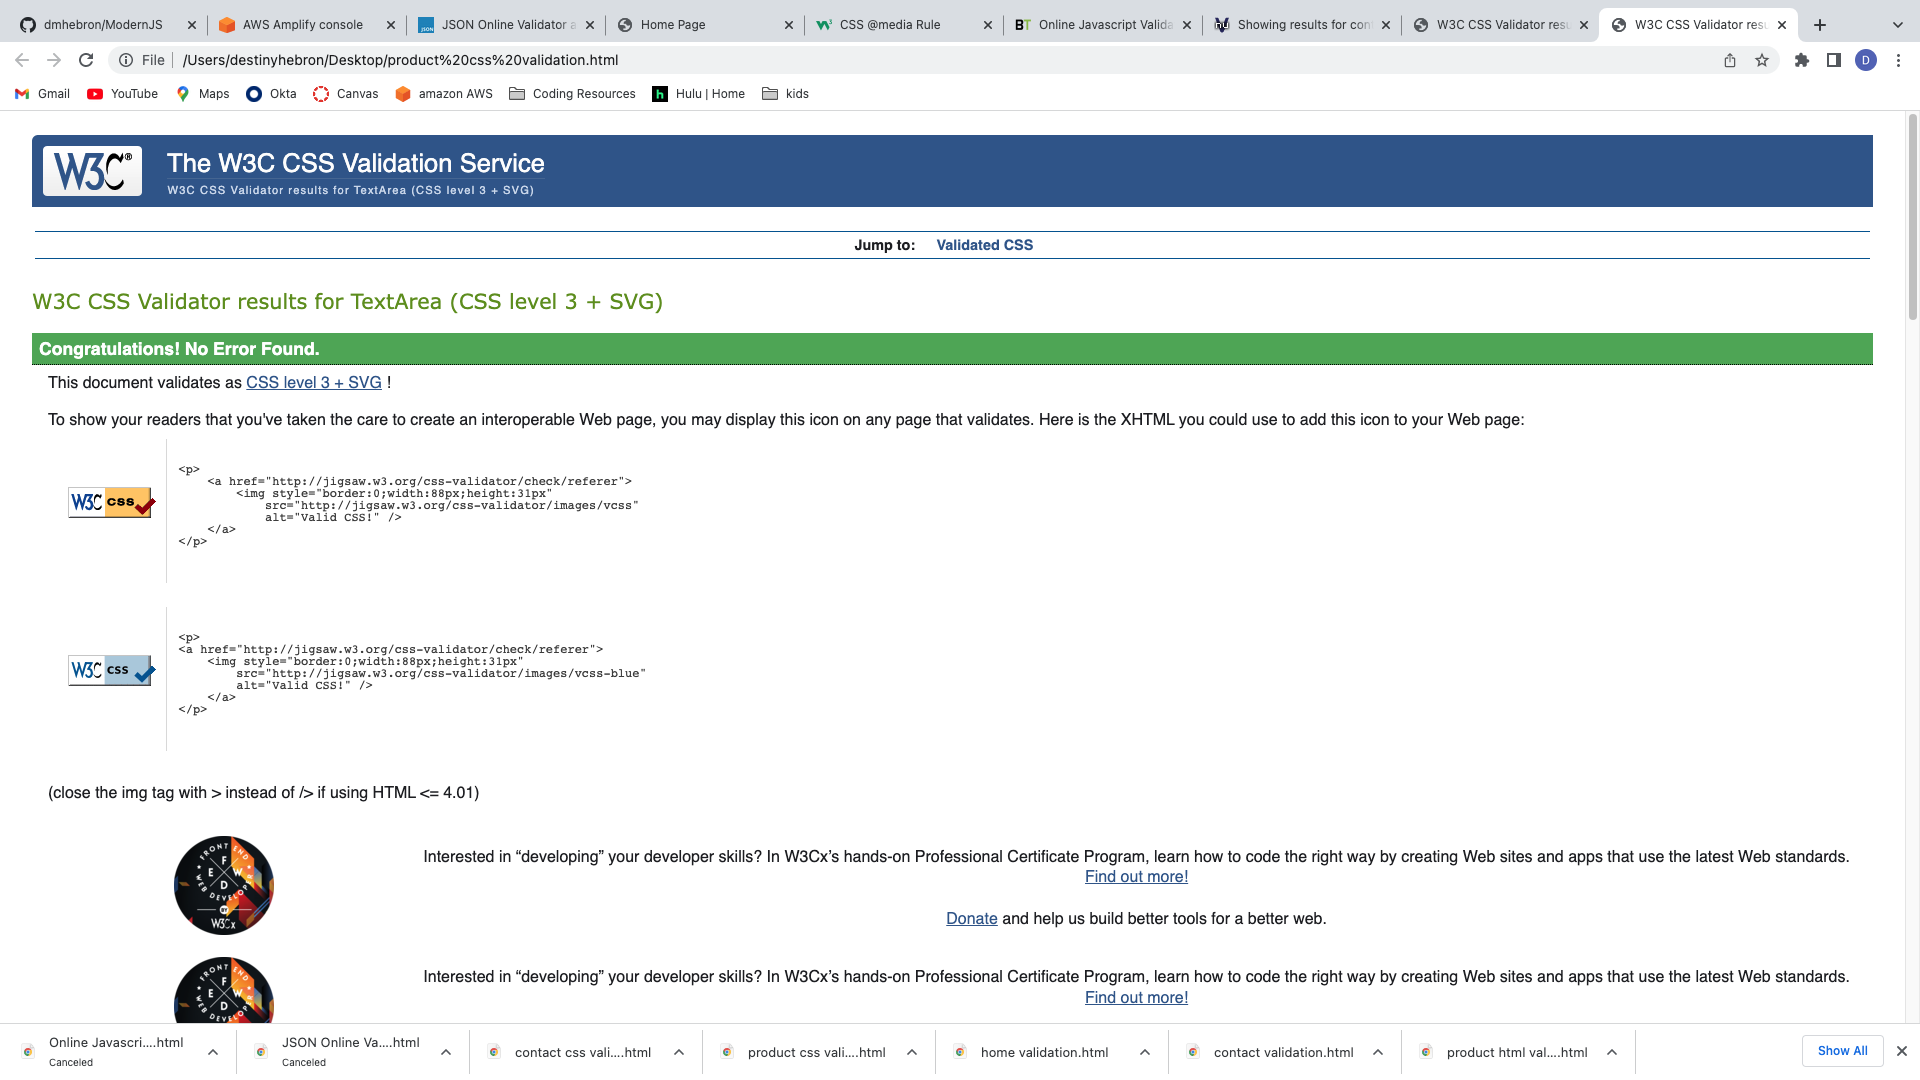 dmhebron/ModernJS
AWS Amplify console
JSON Online Validator a
Home Page
CSS @media Rule
BT Online Javascript Valida
Showing results for con
W3C CSS Validator resu
W3C CSS Validator resu
File /Users/destinyhebron/Desktop/product%20css%20validation.html
D
Gmail
YouTube
Maps
Okta
Canvas
amazon AWS
Coding Resources
h Hulu | Home
kids
W3C® The W3C CSS Validation Service
W3C CSS Validator results for TextArea (CSS level 3 + SVG)
Jump to: Validated CSS
W3C CSS Validator results for TextArea (CSS level 3 + SVG)
Congratulations! No Error Found.
This document validates as CSS level 3 + SVG !
To show your readers that you've taken the care to create an interoperable Web page, you may display this icon on any page that validates. Here is the XHTML you could use to add this icon to your Web page:
W3C css
<p>
<a href="http://jigsaw.w3.org/css-validator/check/referer">
<img style="border:0;width:88px;height:31px"
src="http://jigsaw.w3.org/css-validator/images/vcss"
alt="Valid CSS!" />
</a>
</p>
W3C css
<p>
<a href="http://jigsaw.w3.org/css-validator/check/referer">
<img style="border:0;width:88px;height:31px"
src="http://jigsaw.w3.org/css-validator/images/vcss-blue"
alt="Valid CSS!" />
</a>
</p>
(close the img tag with > instead of /> if using HTML <= 4.01)
FRONT END
F
E W
D
WEB DEVELOPER
W3Cx
Interested in “developing” your developer skills? In W3Cx’s hands-on Professional Certificate Program, learn how to code the right way by creating Web sites and apps that use the latest Web standards.
Find out more!
Donate and help us build better tools for a better web.
FRONT END
F
E W
D
Interested in “developing” your developer skills? In W3Cx’s hands-on Professional Certificate Program, learn how to code the right way by creating Web sites and apps that use the latest Web standards.
Find out more!
Online Javascri....html
Canceled
JSON Online Va....html
Canceled
contact css vali....html
product css vali....html
home validation.html
contact validation.html
product html val....html
Show All